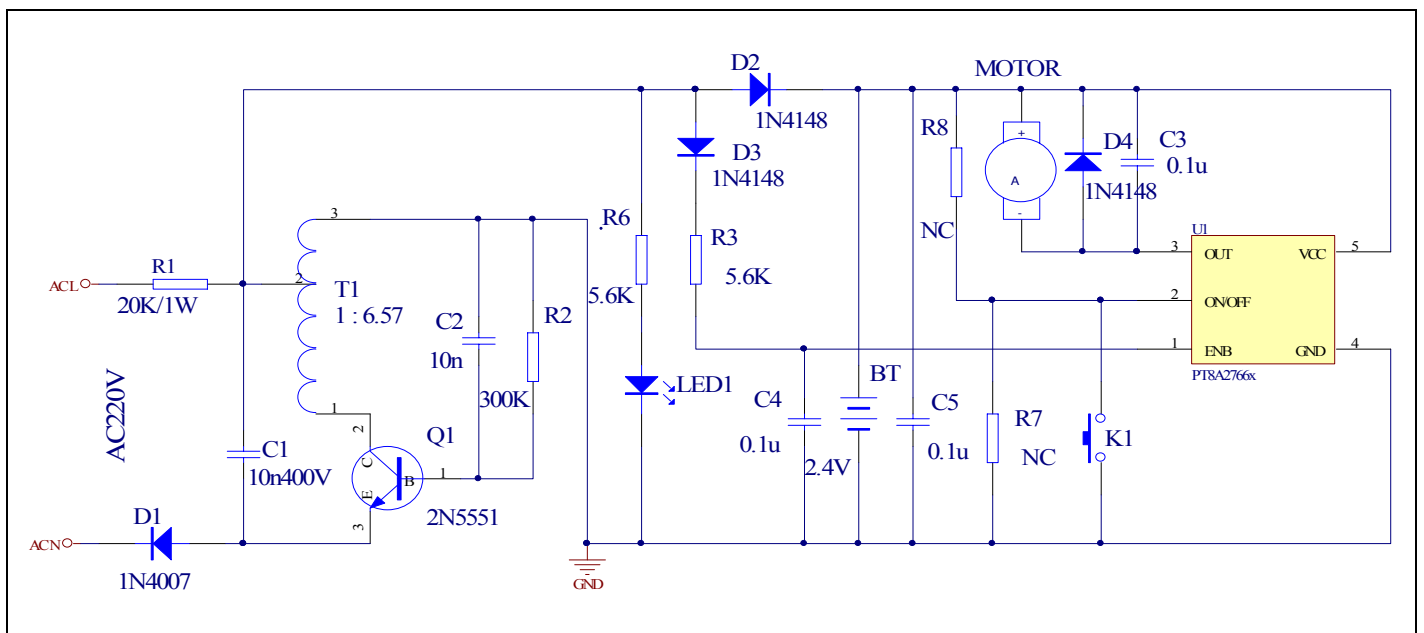 D2
1N4148
MOTOR
D3
1N4148
R8
NC
+
A
-
D4
1N4148
C3
0.1u
R6
5.6K
R3
5.6K
U1
3 OUT VCC 5
2 ON/OFF
1 ENB GND 4
PT8A2766x
ACL
R1
20K/1W
3
2
T1
1 : 6.57
1
C2
10n
R2
300K
LED1
C4
0.1u
BT
2.4V
C5
0.1u
R7
NC
K1
AC220V
C1
10n400V
2
C
B
E
1
3
Q1
2N5551
ACN
D1
1N4007
GND